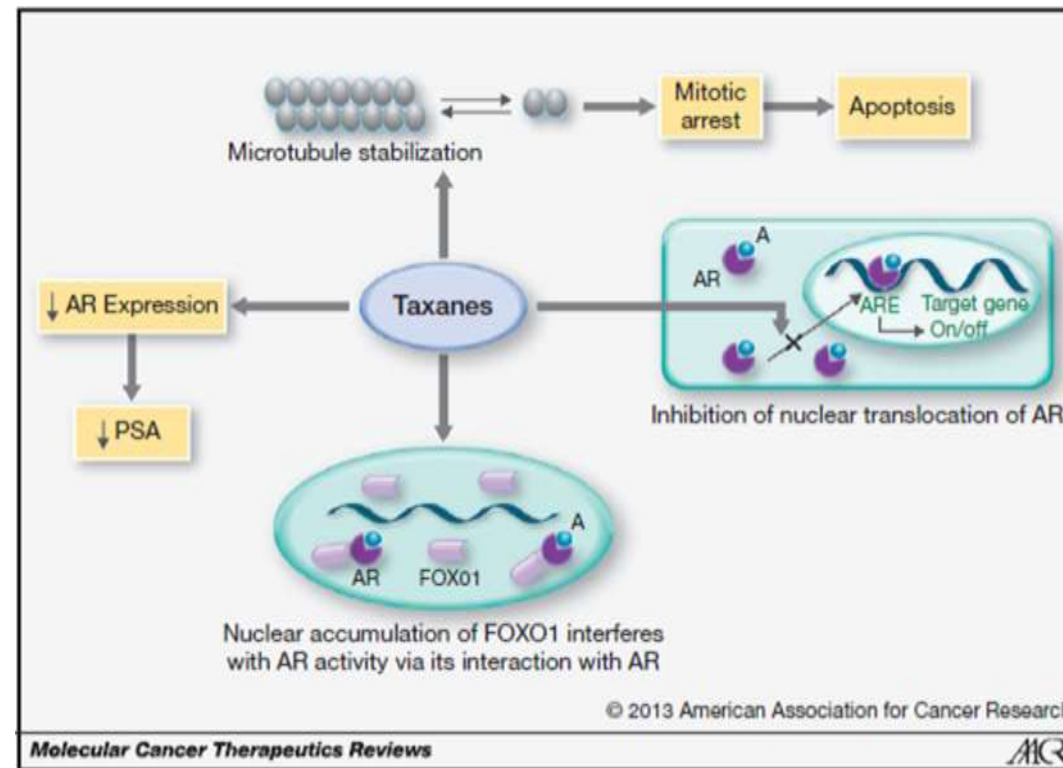 Microtubule stabilization
Mitotic
arrest
Apoptosis
↓ AR Expression
Taxanes
A
AR
ARE Target gene
On/off
Inhibition of nuclear translocation of AR
↓ PSA
A
AR FOX01
Nuclear accumulation of FOXO1 interferes
with AR activity via its interaction with AR
© 2013 American Association for Cancer Research
Molecular Cancer Therapeutics Reviews